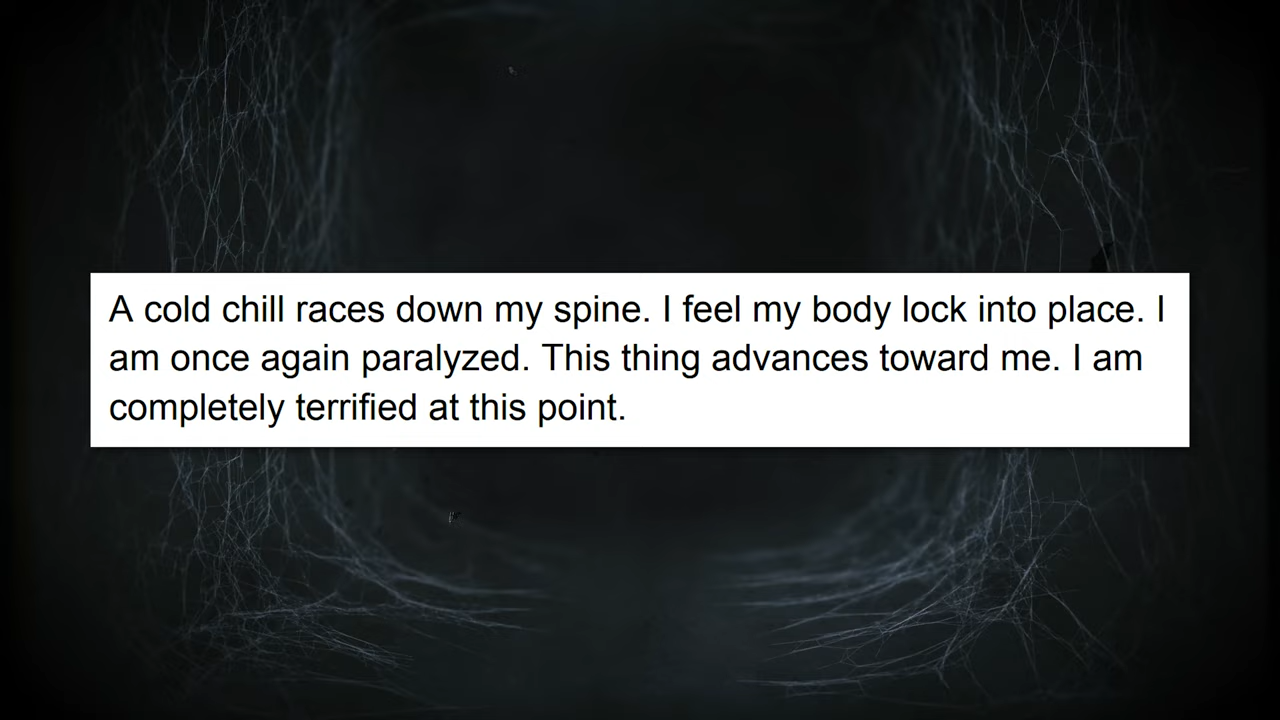 A cold chill races down my spine. I feel my body lock into place. I
am once again paralyzed. This thing advances toward me. I am
completely terrified at this point.